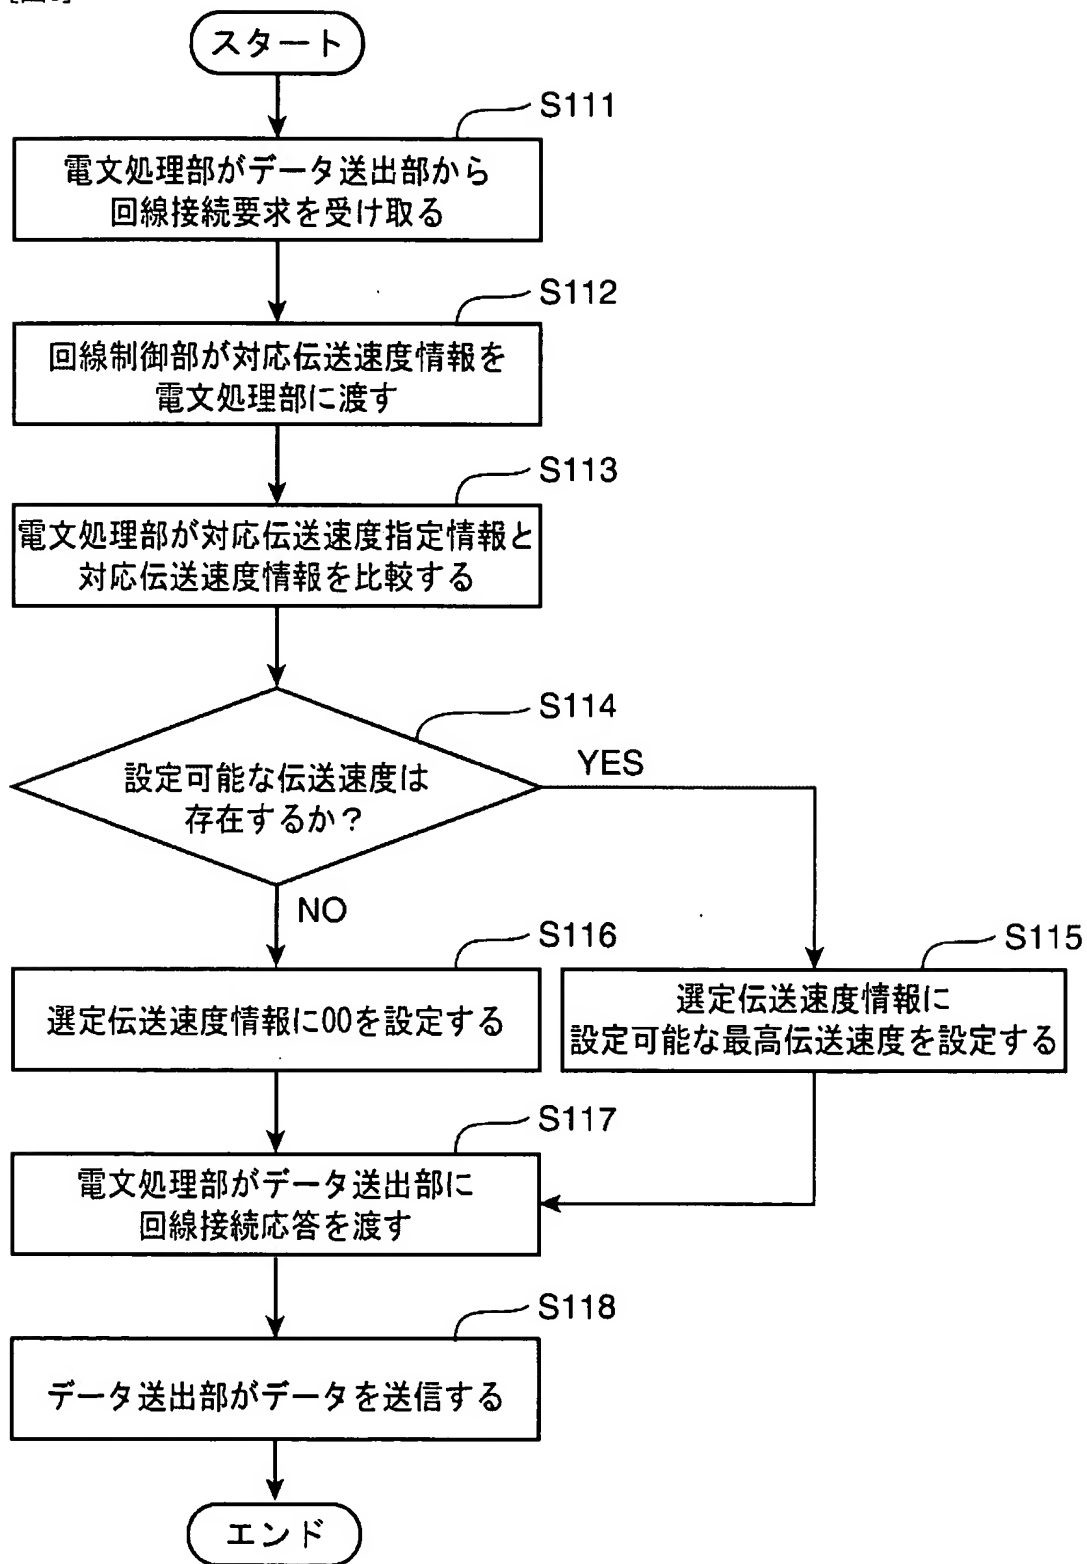 スタート
S111
電文処理部がデータ送出部から
回線接続要求を受け取る
S112
回線制御部が対応伝送速度情報を
電文処理部に渡す
S113
電文処理部が対応伝送速度指定情報と
対応伝送速度情報を比較する
S114
設定可能な伝送速度は
存在するか？
YES
NO
S116
選定伝送速度情報に00を設定する
S115
選定伝送速度情報に
設定可能な最高伝送速度を設定する
S117
電文処理部がデータ送出部に
回線接続応答を渡す
S118
データ送出部がデータを送信する
エンド